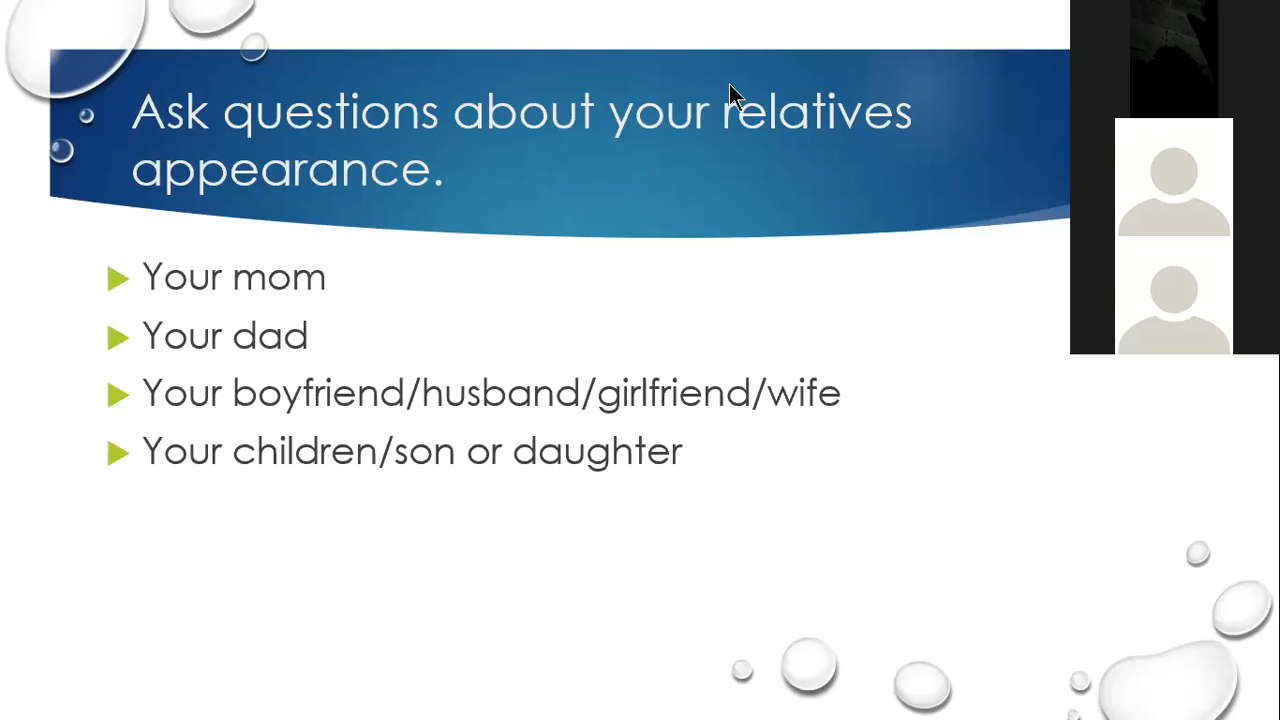 Ask questions about your relatives
appearance.
Your mom
Your dad
Your boyfriend/husband/girlfriend/wife
Your children/son or daughter